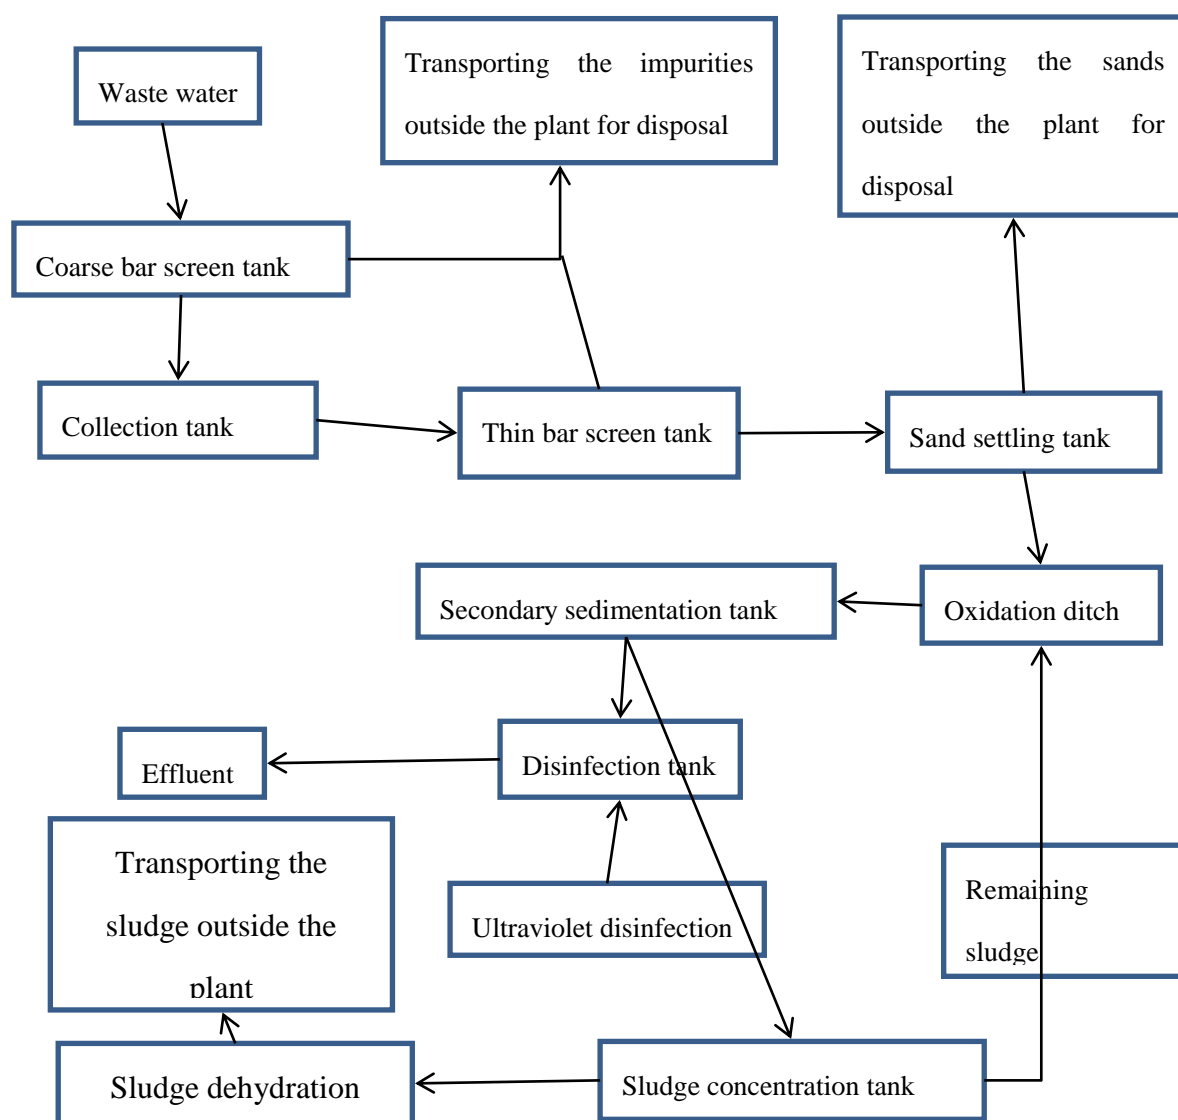 Waste water
Transporting the impurities
outside the plant for disposal
Transporting the sands
outside the plant for
disposal
Coarse bar screen tank
Collection tank
Thin bar screen tank
Sand settling tank
Secondary sedimentation tank
Oxidation ditch
Effluent
Disinfection tank
Transporting the
sludge outside the
plant
Ultraviolet disinfection
Remaining
sludge
Sludge dehydration
Sludge concentration tank